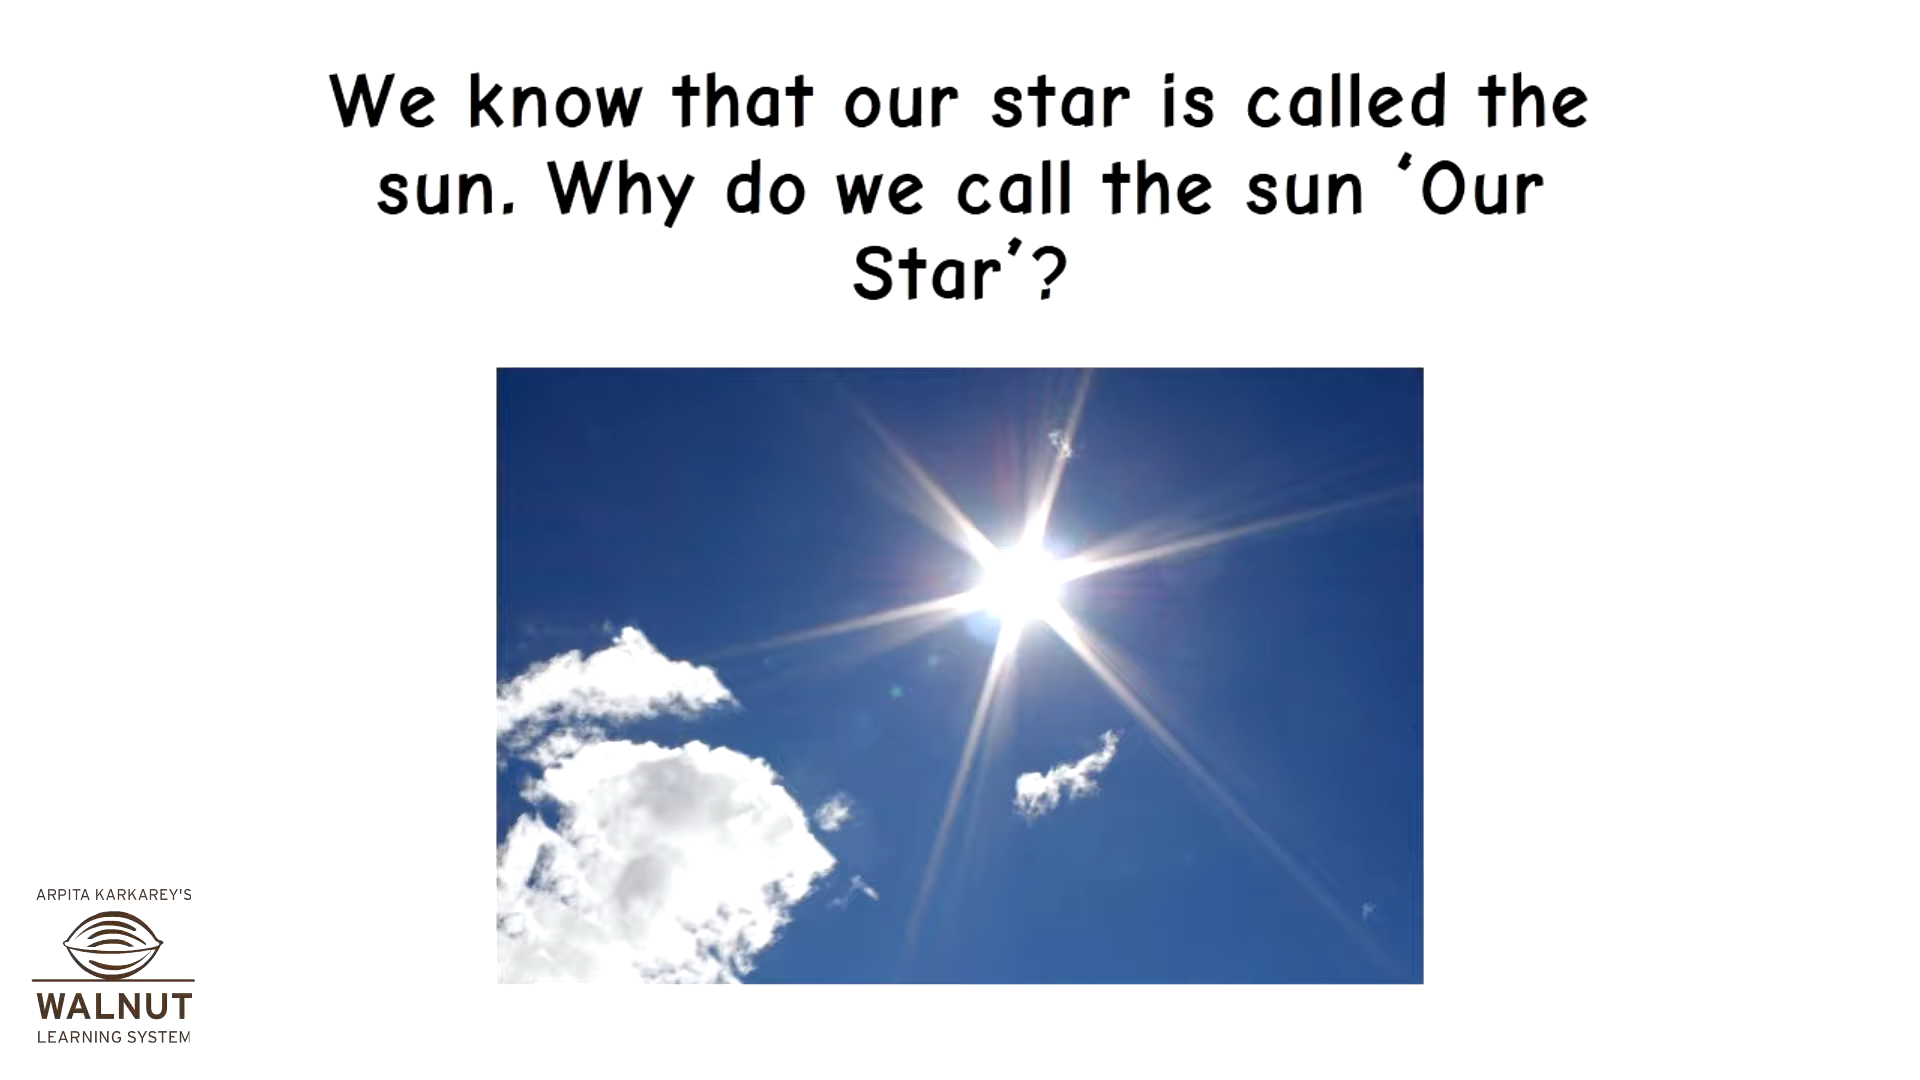 We know that our star is called the
sun. Why do we call the sun ‘Our
Star’?
ARPITA KARKAREY'S
WALNUT
LEARNING SYSTEM